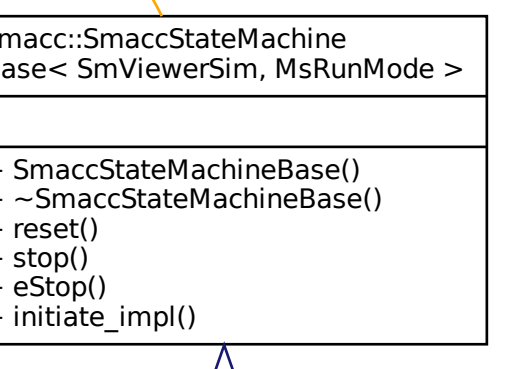 macc::SmaccStateMachine
ase< SmViewerSim, MsRunMode >
SmaccStateMachineBase()
~SmaccStateMachineBase()
reset()
stop()
eStop()
initiate_impl()